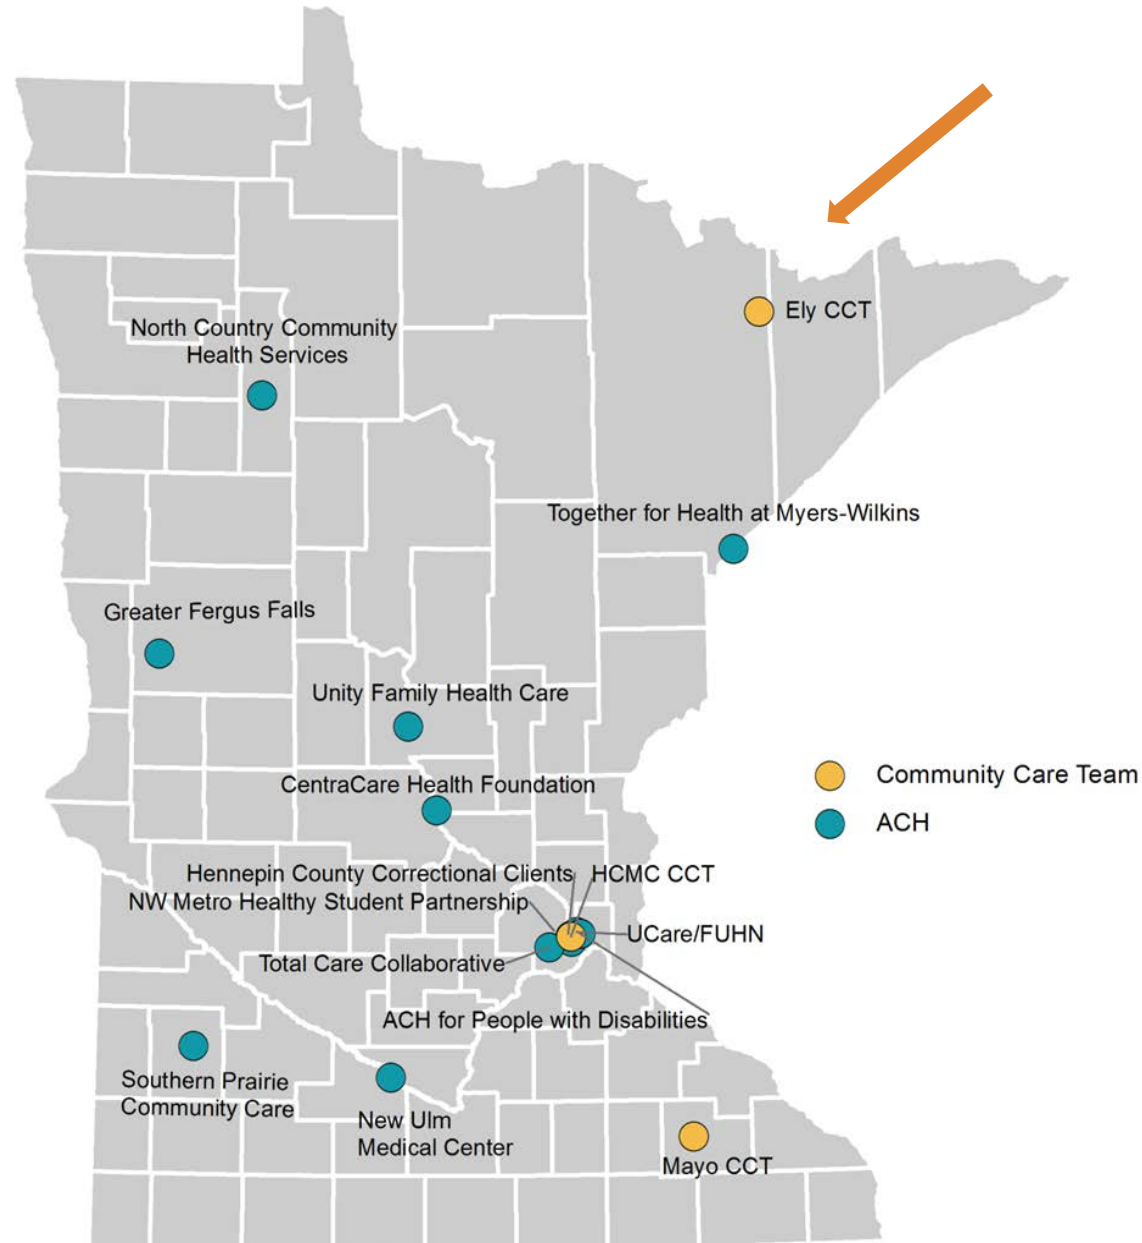 Ely CCT
North Country Community
Health Services
Together for Health at Myers-Wilkins
Greater Fergus Falls
Unity Family Health Care
Community Care Team
CentraCare Health Foundation
ACH
Hennepin County Correctional Clients
HCMC CCT
NW Metro Healthy Student Partnership
UCare/FUHN
Total Care Collaborative
ACH for People with Disabilities
Southern Prairie
Community Care
New Ulm
Medical Center
Mayo CCT